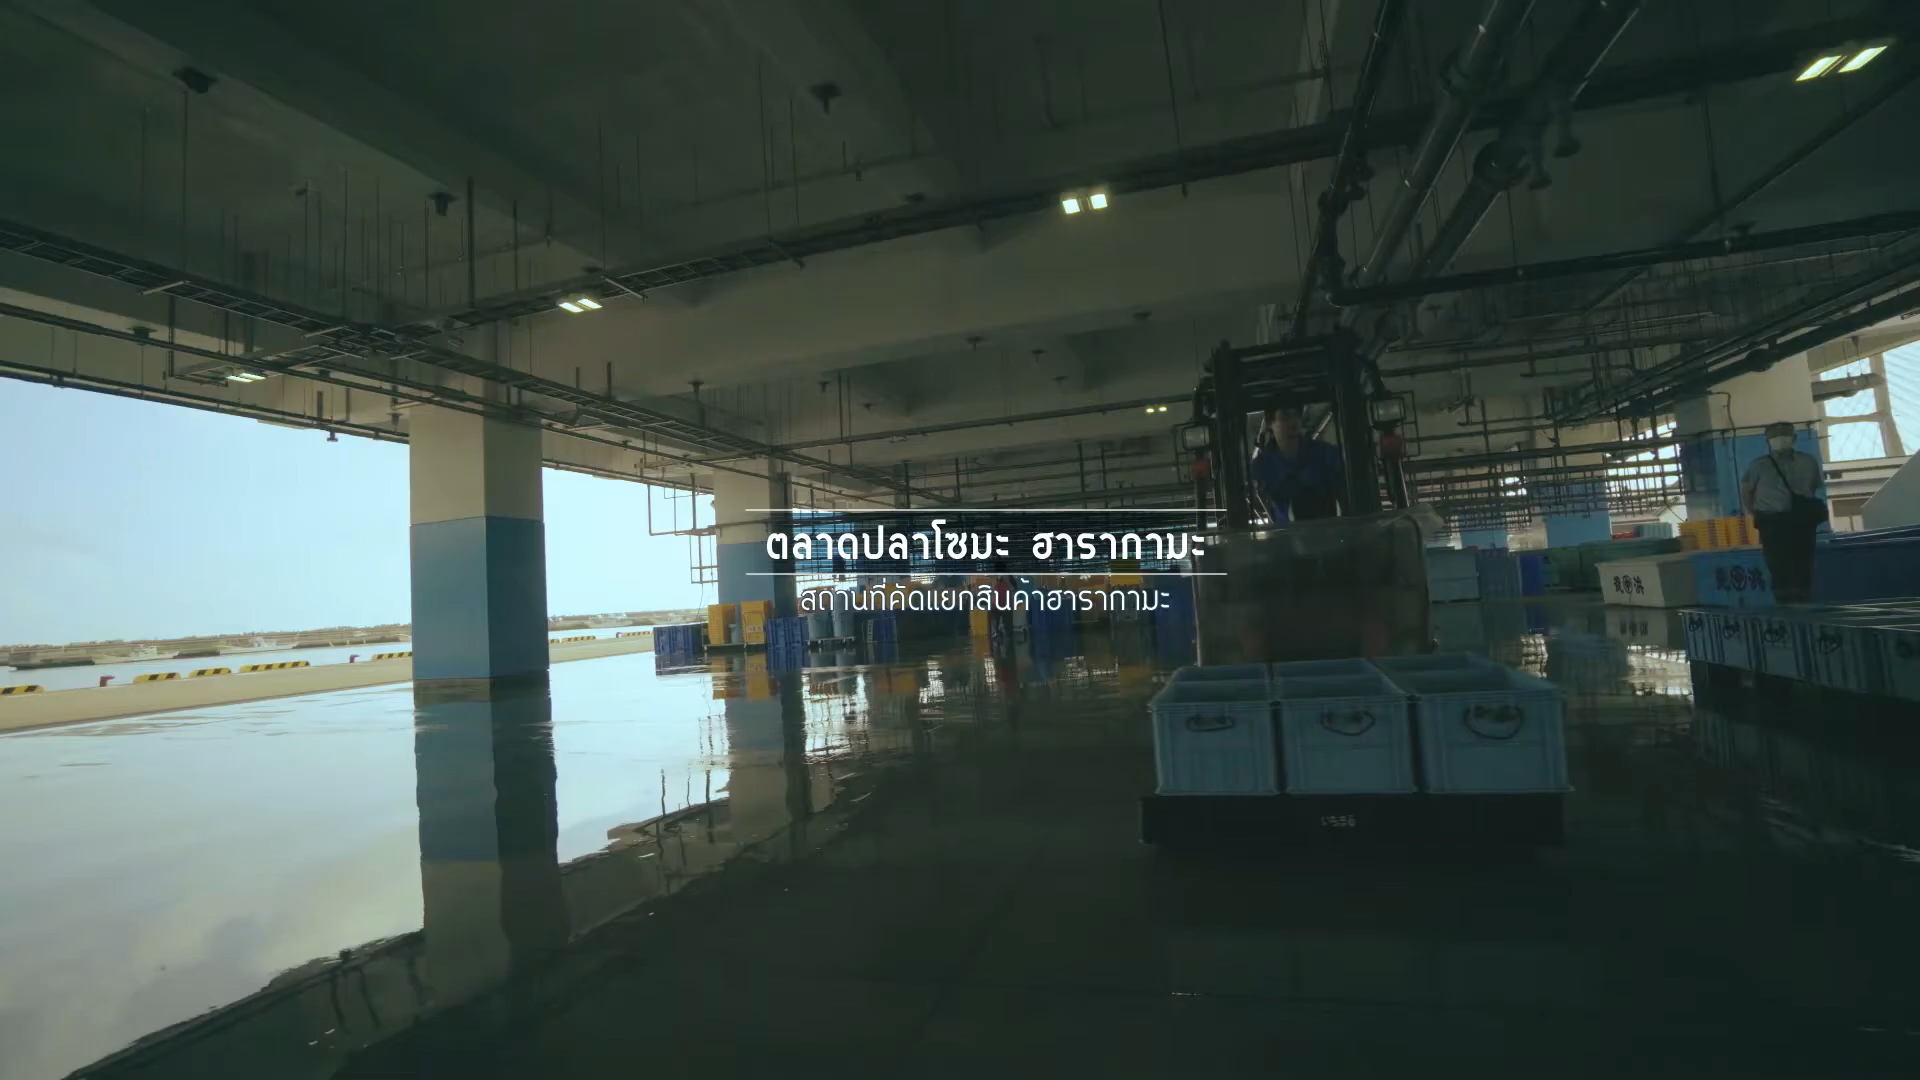 ตลาดปลาโซมะ ฮารากามะ
สถานที่คัดแยกสินค้าฮารากามะ